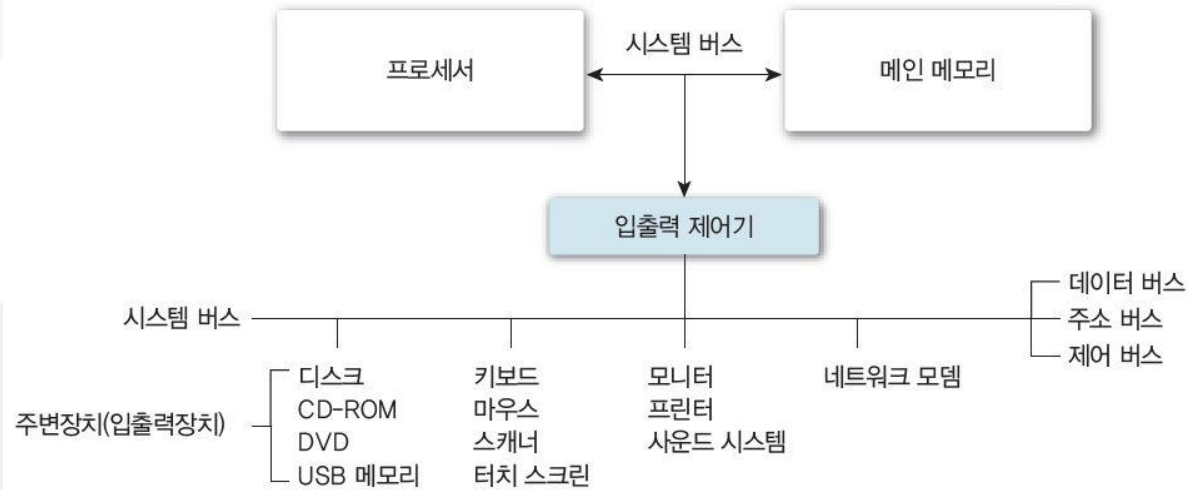 프로세서
시스템 버스
메인 메모리
입출력 제어기
시스템 버스
데이터 버스
주소 버스
제어 버스
주변장치(입출력장치)
디스크
CD-ROM
DVD
USB 메모리
키보드
마우스
스캐너
터치 스크린
모니터
프린터
사운드 시스템
네트워크 모뎀